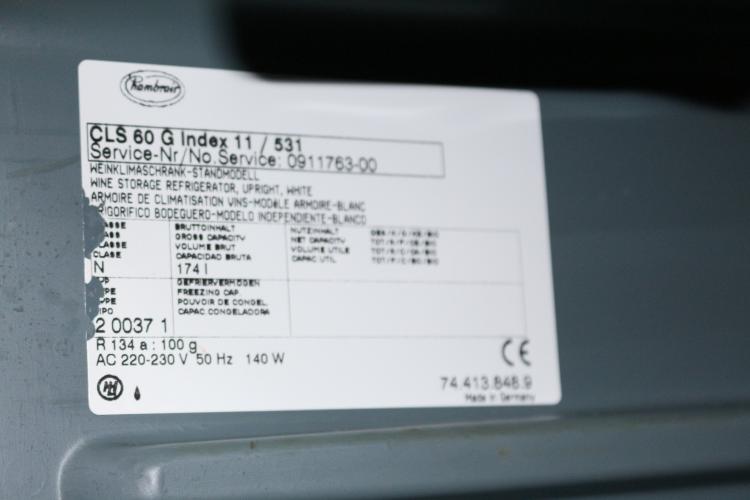 Rembrair
CLS 60 G Index 11 / 531
Service-Nr/No.Service: 0911763-00
WEINKLIMASCHRANK-STANDMODELL
WINE STORAGE REFRIGERATOR, UPRIGHT, WHITE
ARMOIRE DE CLIMATISATION VINS-MODèLE ARMOIRE-BLANC
RIGORIFICO BODEGUERO-MODELO INDEPENDIENTE-BLANCO
BRUTTOINHALT NUTZINHALT
GROSS CAPACITY NET CAPACITY
VOLUME BRUT VOLUME UTILE
CLASE CAPACIDAD BRUTA CAPAC UTIL
N 174 l
GEFRIERVERMÖGEN
FREEZING CAP.
POUVOIR DE CONGEL.
CAPAC.CONGELADORA
2 0037 1
R 134 a : 100 g
AC 220-230 V 50 Hz 140 W
CE
74.413.848.9
Made in Germany